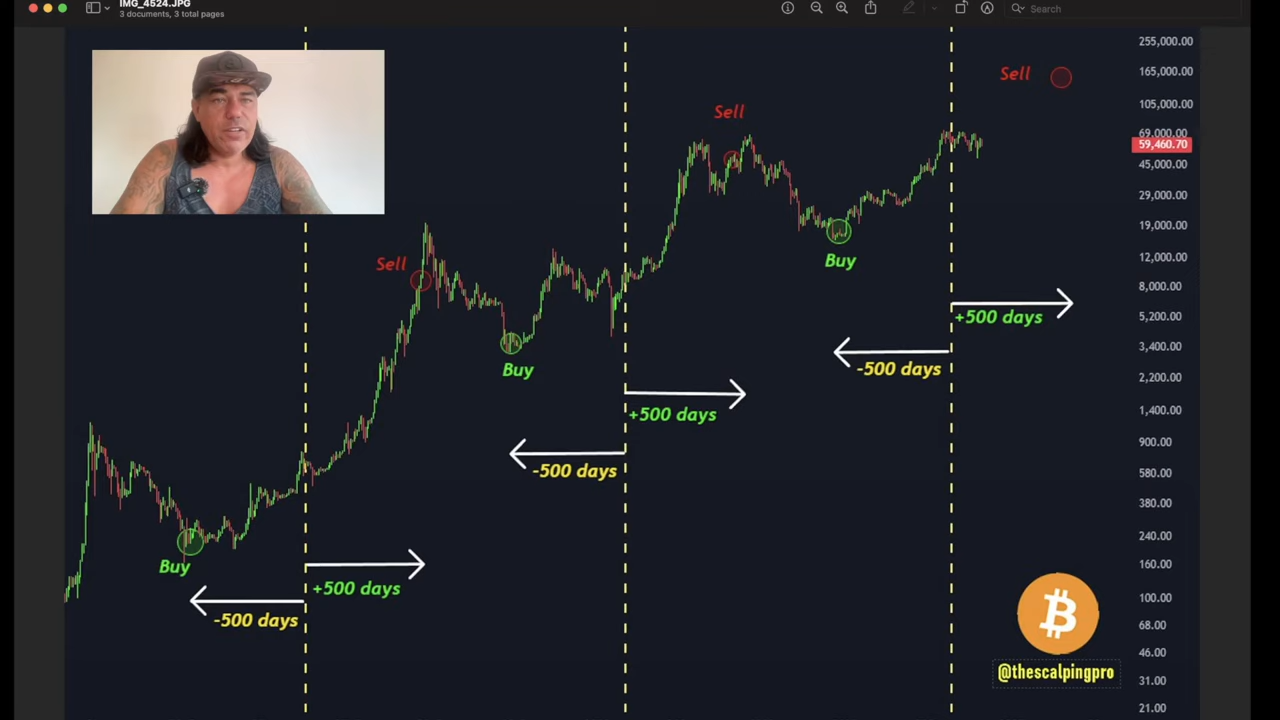 IMG_4524.JPG
3 documents, 3 total pages
Search
255,000.00
Sell
165,000.00
Sell
105,000.00
69,000.00
59,460.70
45,000.00
29,000.00
19,000.00
Buy
Sell
12,000.00
8,000.00
+500 days
5,200.00
3,400.00
Buy
-500 days
2,200.00
+500 days
1,400.00
900.00
-500 days
580.00
380.00
240.00
Buy
160.00
+500 days
100.00
-500 days
68.00
46.00
@thescalpingpro
31.00
21.00